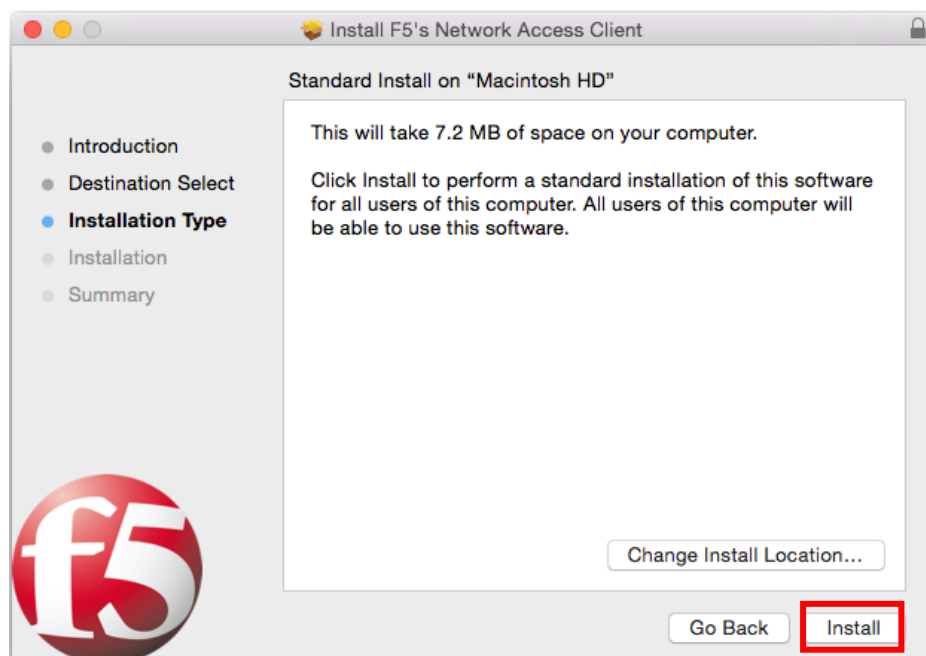 Install F5's Network Access Client
Standard Install on “Macintosh HD”
Introduction
Destination Select
Installation Type
Installation
Summary
This will take 7.2 MB of space on your computer.
Click Install to perform a standard installation of this software
for all users of this computer. All users of this computer will
be able to use this software.
Change Install Location...
f5
Go Back
Install